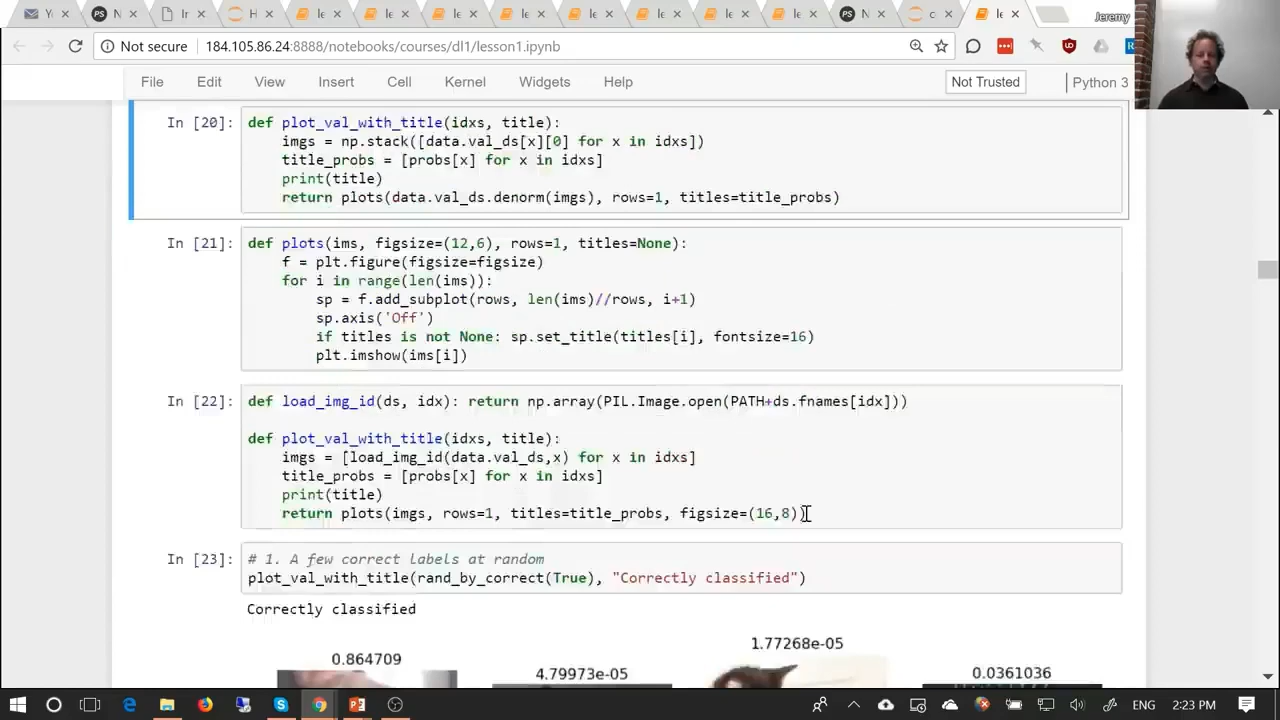 Jeremy
Not secure 184.105.86.24:8888/notebooks/courses/dl1/lesson1.ipynb
File Edit View Insert Cell Kernel Widgets Help Not Trusted Python 3
In [20]: def plot_val_with_title(idxs, title):
imgs = np.stack([data.val_ds[x][0] for x in idxs])
title_probs = [probs[x] for x in idxs]
print(title)
return plots(data.val_ds.denorm(imgs), rows=1, titles=title_probs)
In [21]: def plots(ims, figsize=(12,6), rows=1, titles=None):
f = plt.figure(figsize=figsize)
for i in range(len(ims)):
sp = f.add_subplot(rows, len(ims)//rows, i+1)
sp.axis('Off')
if titles is not None: sp.set_title(titles[i], fontsize=16)
plt.imshow(ims[i])
In [22]: def load_img_id(ds, idx): return np.array(PIL.Image.open(PATH+ds.fnames[idx]))
def plot_val_with_title(idxs, title):
imgs = [load_img_id(data.val_ds,x) for x in idxs]
title_probs = [probs[x] for x in idxs]
print(title)
return plots(imgs, rows=1, titles=title_probs, figsize=(16,8))
In [23]: # 1. A few correct labels at random
plot_val_with_title(rand_by_correct(True), "Correctly classified")
Correctly classified
1.77268e-05
0.864709
4.79973e-05
0.0361036
ENG 2:23 PM